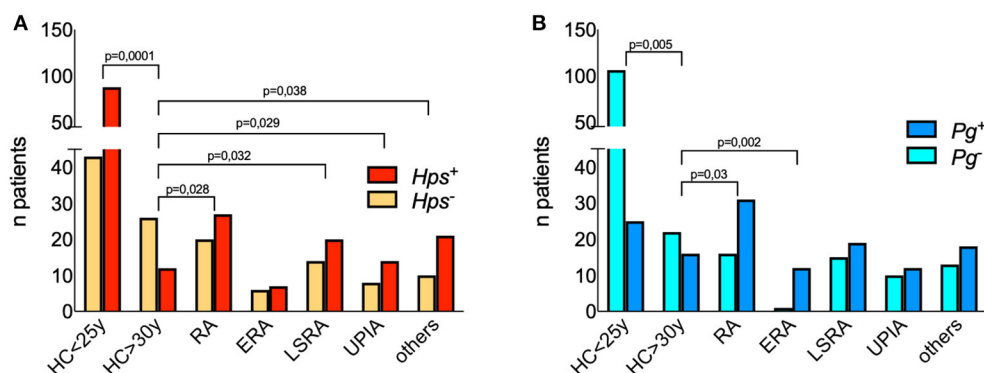 A
150
100
50
40
30
20
10
0
n patients
p=0,0001
p=0,038
p=0,029
p=0,032
p=0,028
Hps+
Hps-
HC<25y
HC>30y
RA
ERA
LSRA
UPIA
others
B
150
100
50
40
30
20
10
0
n patients
p=0,005
p=0,002
p=0,03
Pg+
Pg-
HC<25y
HC>30y
RA
ERA
LSRA
UPIA
others